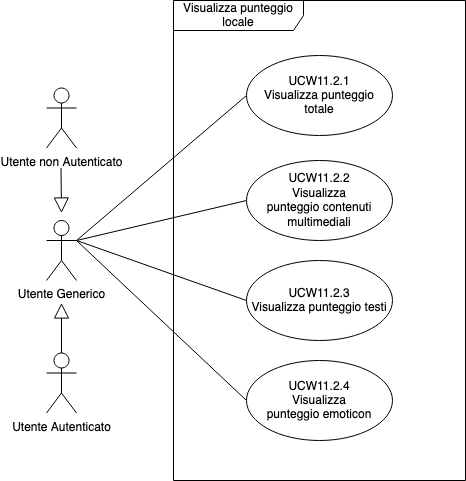 Visualizza punteggio
locale
UCW11.2.1
Visualizza punteggio
totale
Utente non Autenticato
UCW11.2.2
Visualizza
punteggio contenuti
multimediali
Utente Generico
UCW11.2.3
Visualizza punteggio testi
UCW11.2.4
Visualizza
punteggio emoticon
Utente Autenticato